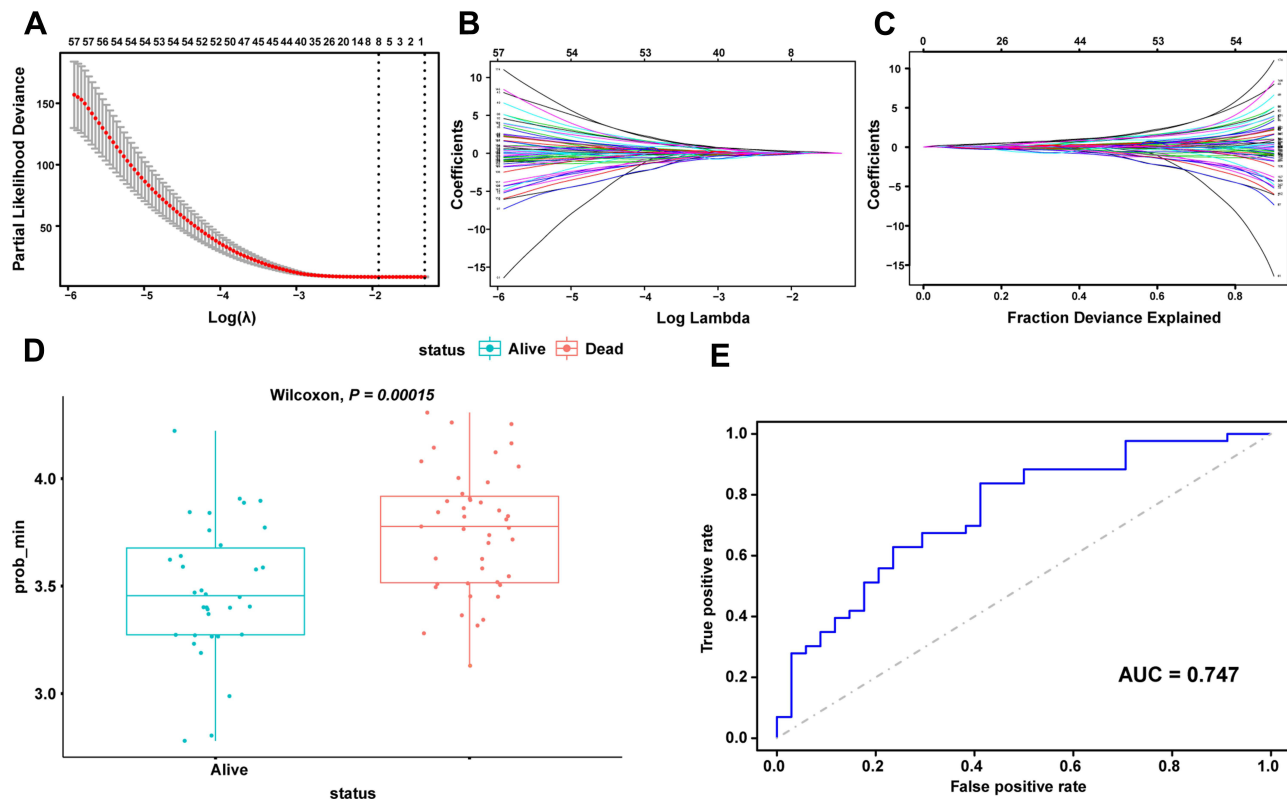 A
57 57 56 54 54 54 53 54 54 52 52 50 47 45 45 44 40 35 26 20 14 8 8 5 3 2 1
Partial Likelihood Deviance
150
100
50
−6 −5 −4 −3 −2
Log(λ)
B
57 54 53 40 8
Coefficients
10
5
0
−5
−10
−15
−6 −5 −4 −3 −2
Log Lambda
C
0 26 44 53 54
Coefficients
10
5
0
−5
−10
−15
0.0 0.2 0.4 0.6 0.8
Fraction Deviance Explained
D
status Alive Dead
Wilcoxon, P = 0.00015
prob_min
4.0
3.5
3.0
Alive
status
E
True positive rate
1.0
0.8
0.6
0.4
0.2
0.0
AUC = 0.747
0.0 0.2 0.4 0.6 0.8 1.0
False positive rate